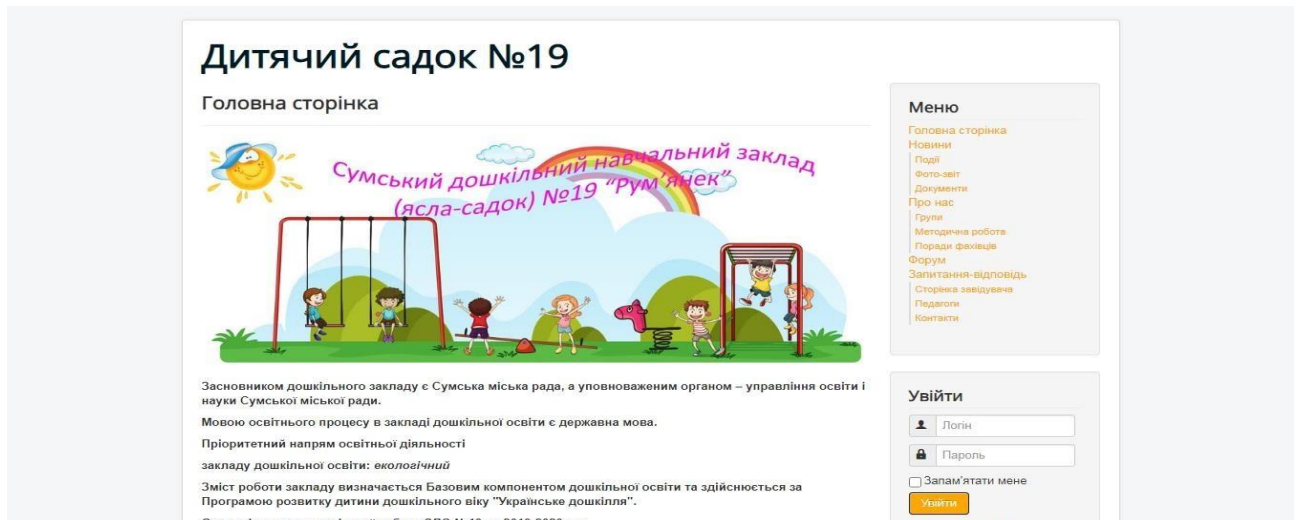 Дитячий садок №19
Головна сторінка
Сумський дошкільний навчальний заклад
(ясла-садок) №19 “Рум’янек”
Засновником дошкільного закладу є Сумська міська рада, а уповноваженим органом – управління освіти і
науки Сумської міської ради.
Мовою освітнього процесу в закладі дошкільної освіти є державна мова.
Пріоритетний напрям освітньої діяльності
закладу дошкільної освіти: екологічний
Зміст роботи закладу визначається Базовим компонентом дошкільної освіти та здійснюється за
Програмою розвитку дитини дошкільного віку "Українське дошкілля".
Меню
Головна сторінка
Новини
Події
Фото-звіт
Документи
Про нас
Групи
Методична робота
Поради фахівців
Форум
Запитання-відповідь
Сторінка завідувача
Педагоги
Контакти
Увійти
Логін
Пароль
Запам'ятати мене
Увійти